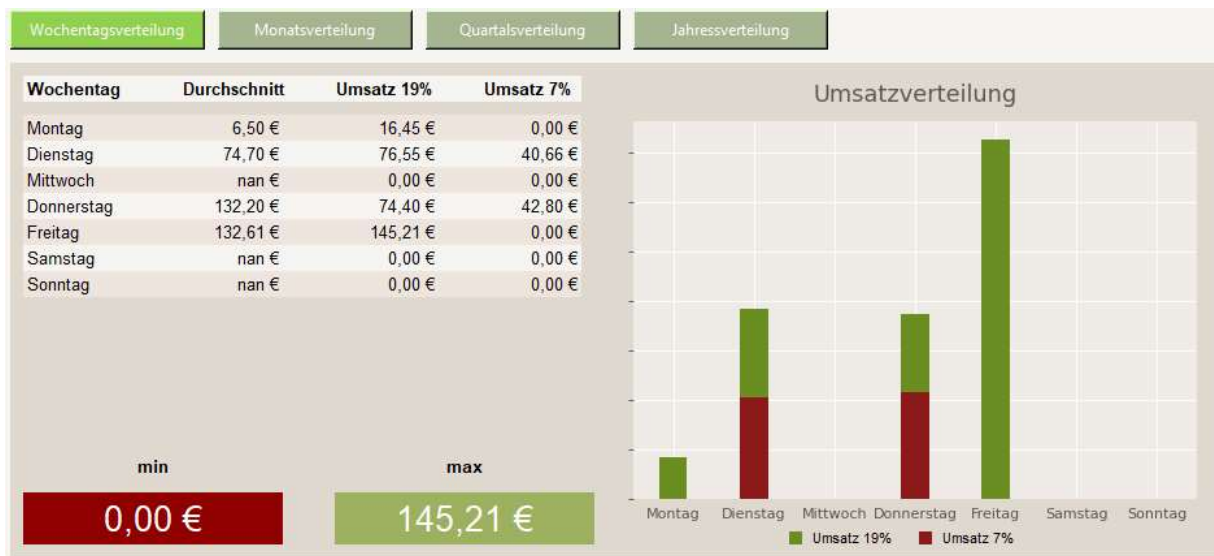 Wochentagsverteilung Monatsverteilung Quartalsverteilung Jahressverteilung
Wochentag Durchschnitt Umsatz 19% Umsatz 7%
Montag 6,50 € 16,45 € 0,00 €
Dienstag 74,70 € 76,55 € 40,66 €
Mittwoch nan € 0,00 € 0,00 €
Donnerstag 132,20 € 74,40 € 42,80 €
Freitag 132,61 € 145,21 € 0,00 €
Samstag nan € 0,00 € 0,00 €
Sonntag nan € 0,00 € 0,00 €
min max
0,00 € 145,21 €
Umsatzverteilung
Montag Dienstag Mittwoch Donnerstag Freitag Samstag Sonntag
Umsatz 19% Umsatz 7%